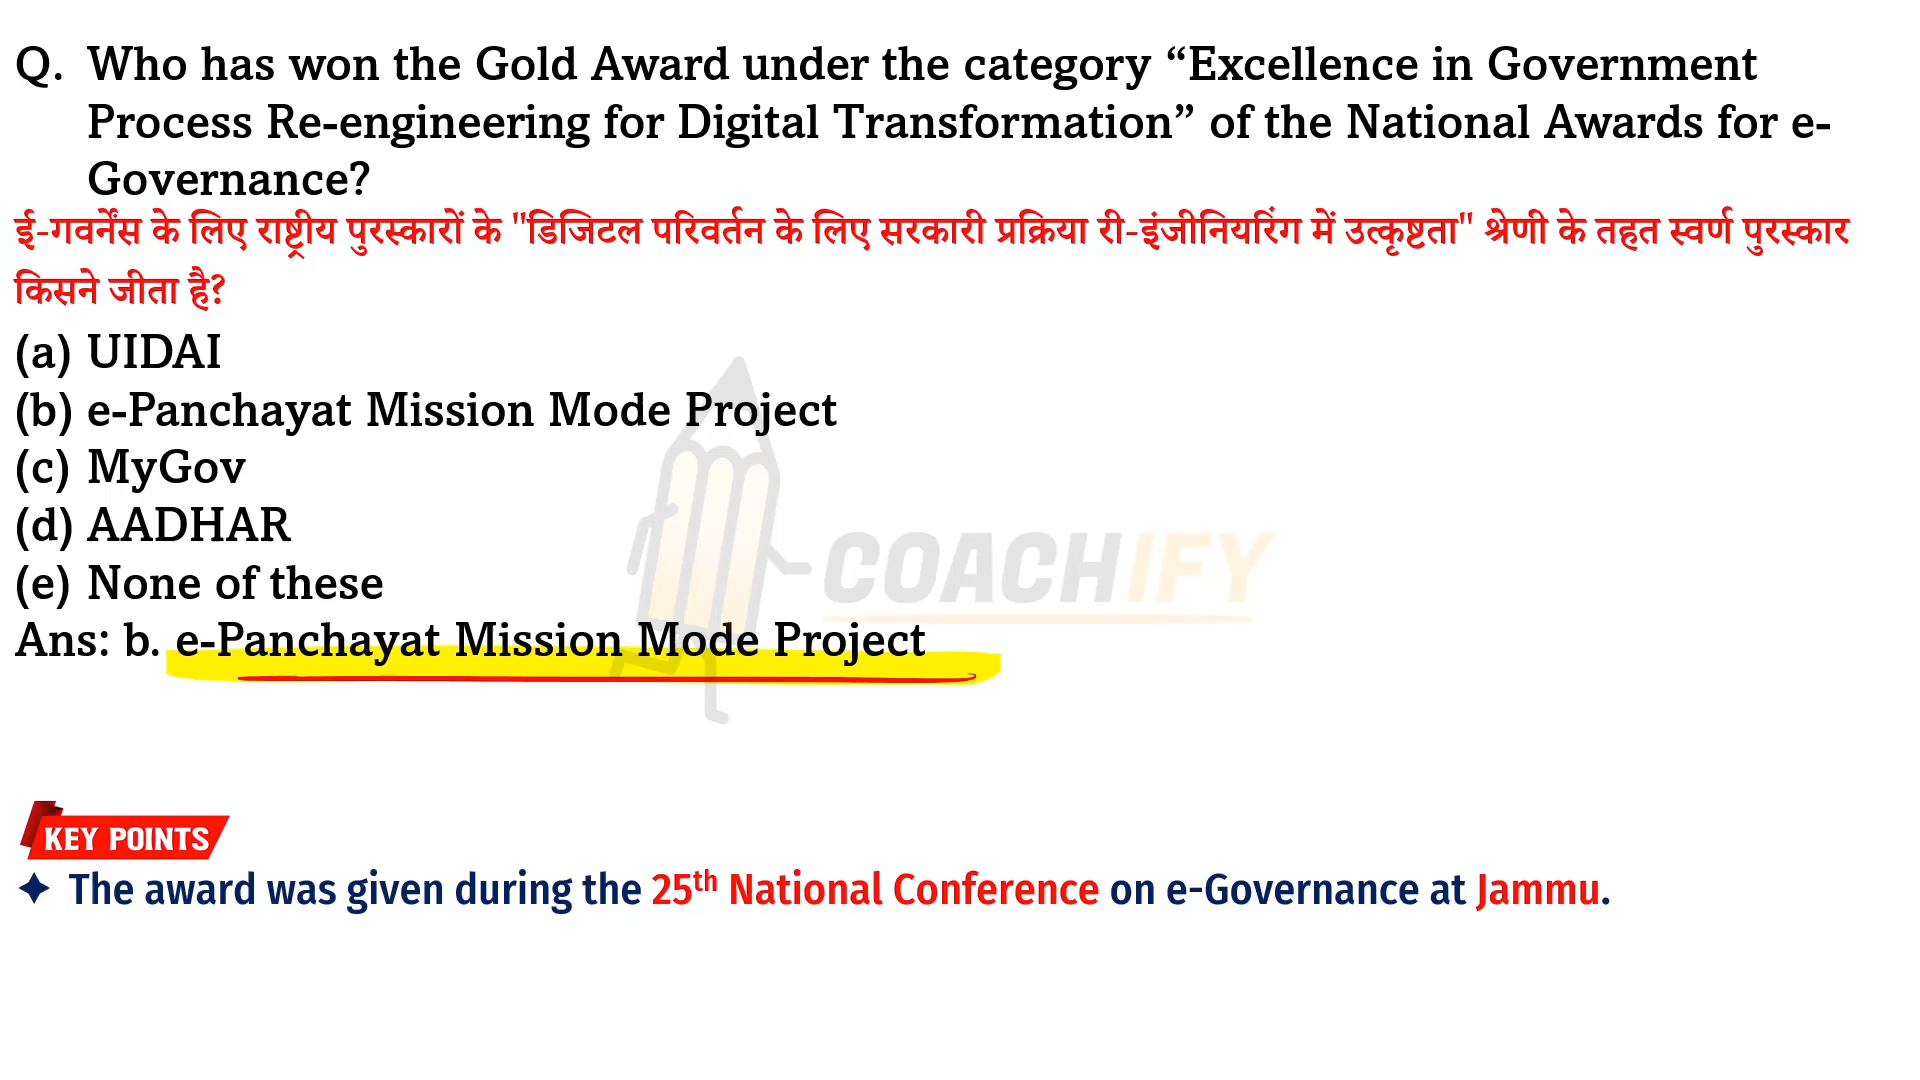 Q. Who has won the Gold Award under the category “Excellence in Government
Process Re-engineering for Digital Transformation” of the National Awards for e-
Governance?
ई-गवर्नेंस के लिए राष्ट्रीय पुरस्कारों के "डिजिटल परिवर्तन के लिए सरकारी प्रक्रिया री-इंजीनियरिंग में उत्कृष्टता" श्रेणी के तहत स्वर्ण पुरस्कार
किसने जीता है?
(a) UIDAI
(b) e-Panchayat Mission Mode Project
(c) MyGov
(d) AADHAR
(e) None of these
Ans: b. e-Panchayat Mission Mode Project
COACHIFY
KEY POINTS
The award was given during the 25th National Conference on e-Governance at Jammu.